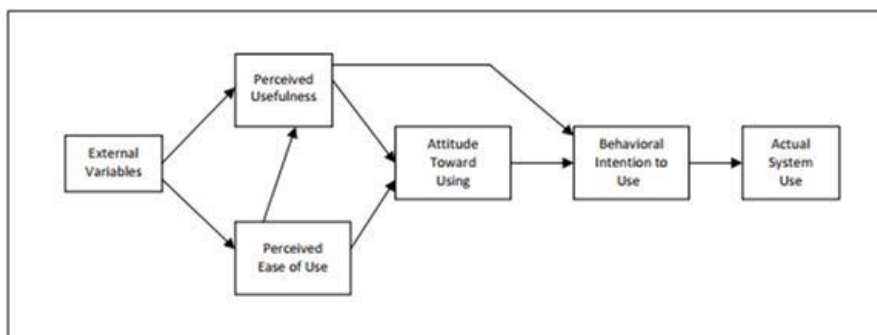 External
Variables
Perceived
Usefulness
Perceived
Ease of Use
Attitude
Toward
Using
Behavioral
Intention to
Use
Actual
System
Use